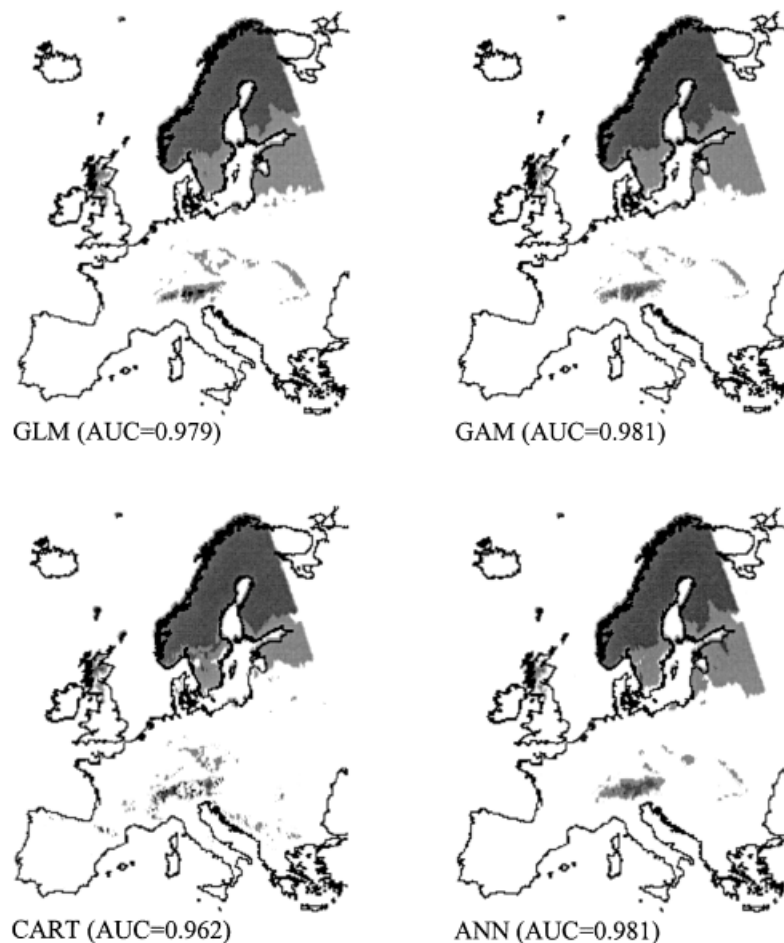 GLM (AUC=0.979)
GAM (AUC=0.981)
CART (AUC=0.962)
ANN (AUC=0.981)